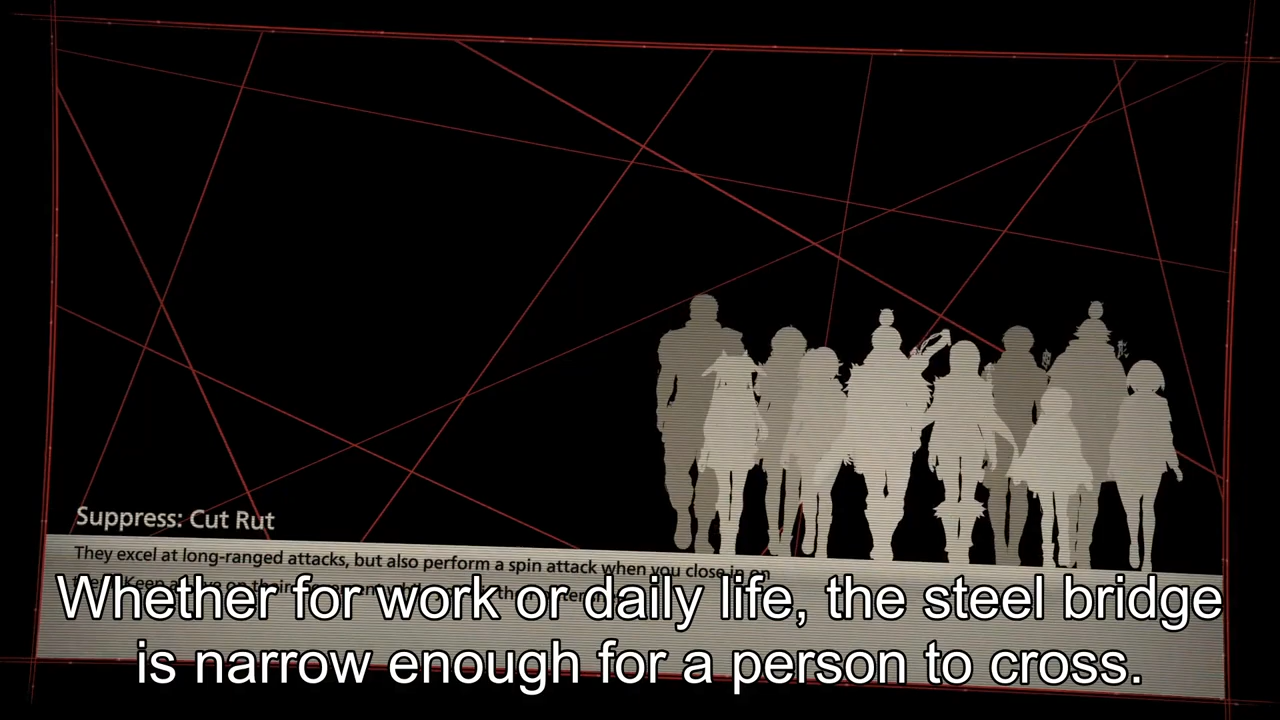 Suppress: Cut Rut
They excel at long-ranged attacks, but also perform a spin attack when you close in on
Whether for work or daily life, the steel bridge
is narrow enough for a person to cross.